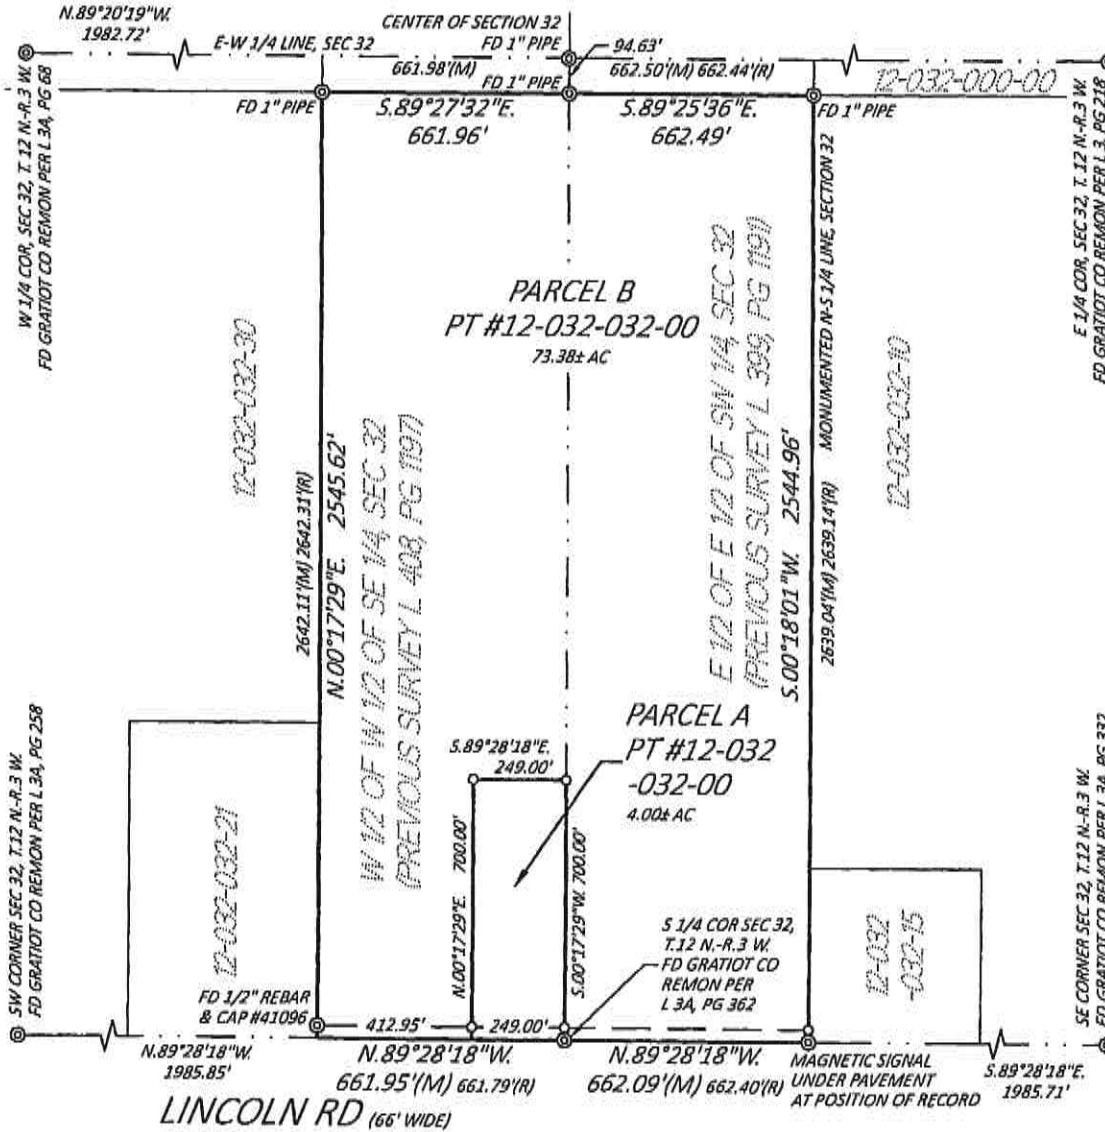 N.89°20'19"W.
1982.72'
E-W 1/4 LINE, SEC 32
CENTER OF SECTION 32
FD 1" PIPE
661.98'(M)
94.63'
662.50'(M) 662.44'(R)
12-032-000-00
FD 1" PIPE
FD 1" PIPE
FD 1" PIPE
S.89°27'32"E.
661.96'
S.89°25'36"E.
662.49'
W 1/4 COR, SEC 32, T. 12 N.-R.3 W.
FD GRATIOT CO REMON PER L 3A, PG 68
E 1/4 COR, SEC 32, T. 12 N.-R.3 W.
FD GRATIOT CO REMON PER L 3, PG 218
PARCEL B
PT #12-032-032-00
73.38± AC
12-032-032-30
2642.11'(M) 2642.31'(R)
N.00°17'29"E. 2545.62'
W 1/2 OF W 1/2 OF SE 1/4, SEC 32
(PREVIOUS SURVEY L 408, PG 1197)
E 1/2 OF E 1/2 OF SW 1/4, SEC 32
(PREVIOUS SURVEY L 399, PG 1191)
S.00°18'01"W. 2544.96'
2639.04'(M) 2639.14'(R)
MONUMENTED N-S 1/4 LINE, SECTION 32
12-032-032-10
PARCEL A
PT #12-032
-032-00
4.00± AC
S.89°28'18"E.
249.00'
N.00°17'29"E. 700.00'
S.00°17'29"W. 700.00'
SW CORNER SEC 32, T.12 N.-R.3 W.
FD GRATIOT CO REMON PER L 3A, PG 258
12-032-032-21
S 1/4 COR SEC 32,
T.12 N.-R.3 W.
FD GRATIOT CO
REMON PER
L 3A, PG 362
12-032
-032-15
SE CORNER SEC 32, T.12 N.-R.3 W.
FD GRATIOT CO REMON PER L 3A, PG 332
FD 1/2" REBAR
& CAP #41096
412.95'
249.00'
N.89°28'18"W.
1985.85'
N.89°28'18"W.
661.95'(M) 661.79'(R)
N.89°28'18"W.
662.09'(M) 662.40'(R)
MAGNETIC SIGNAL
UNDER PAVEMENT
AT POSITION OF RECORD
S.89°28'18"E.
1985.71'
LINCOLN RD (66' WIDE)